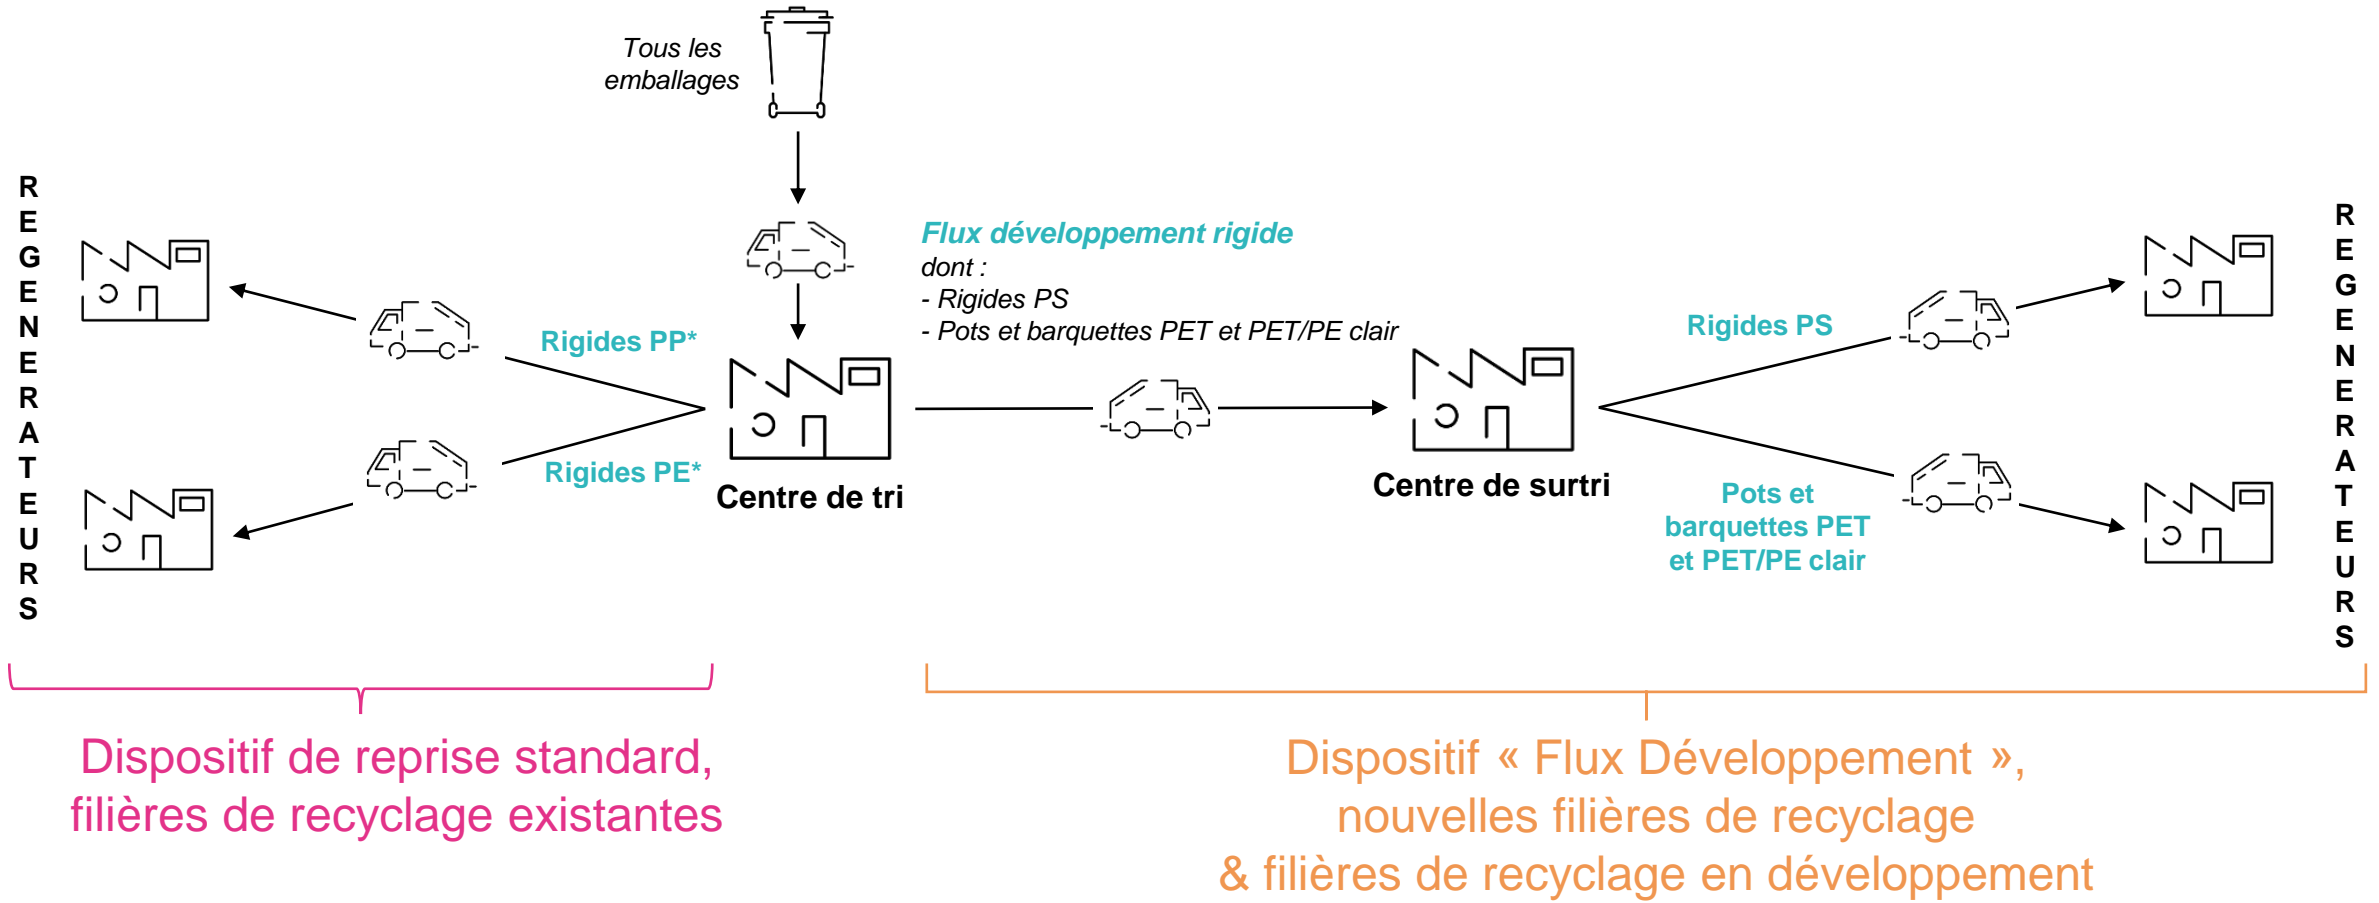 Tous les
emballages
REGENERATEURS
Flux développement rigide
dont :
- Rigides PS
- Pots et barquettes PET et PET/PE clair
Rigides PP*
Rigides PE*
Centre de tri
Centre de surtri
Rigides PS
Pots et
barquettes PET
et PET/PE clair
REGENERATEURS
Dispositif de reprise standard,
filières de recyclage existantes
Dispositif « Flux Développement »,
nouvelles filières de recyclage
& filières de recyclage en développement